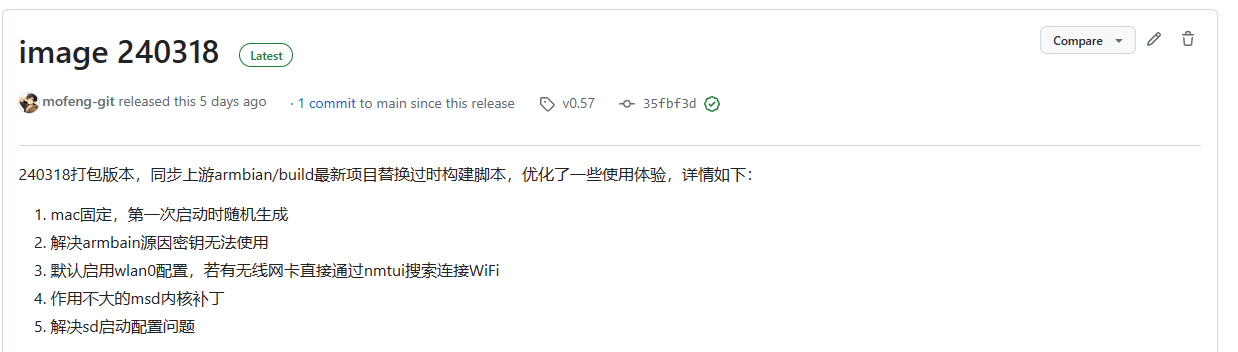 image 240318 Latest Compare
mofeng-git released this 5 days ago · 1 commit to main since this release v0.57 35fbf3d
240318打包版本，同步上游armbian/build最新项目替换过时构建脚本，优化了一些使用体验，详情如下：
1. mac固定，第一次启动时随机生成
2. 解决armbain源因密钥无法使用
3. 默认启用wlan0配置，若有无线网卡直接通过nmtui搜索连接WiFi
4. 作用不大的msd内核补丁
5. 解决sd启动配置问题